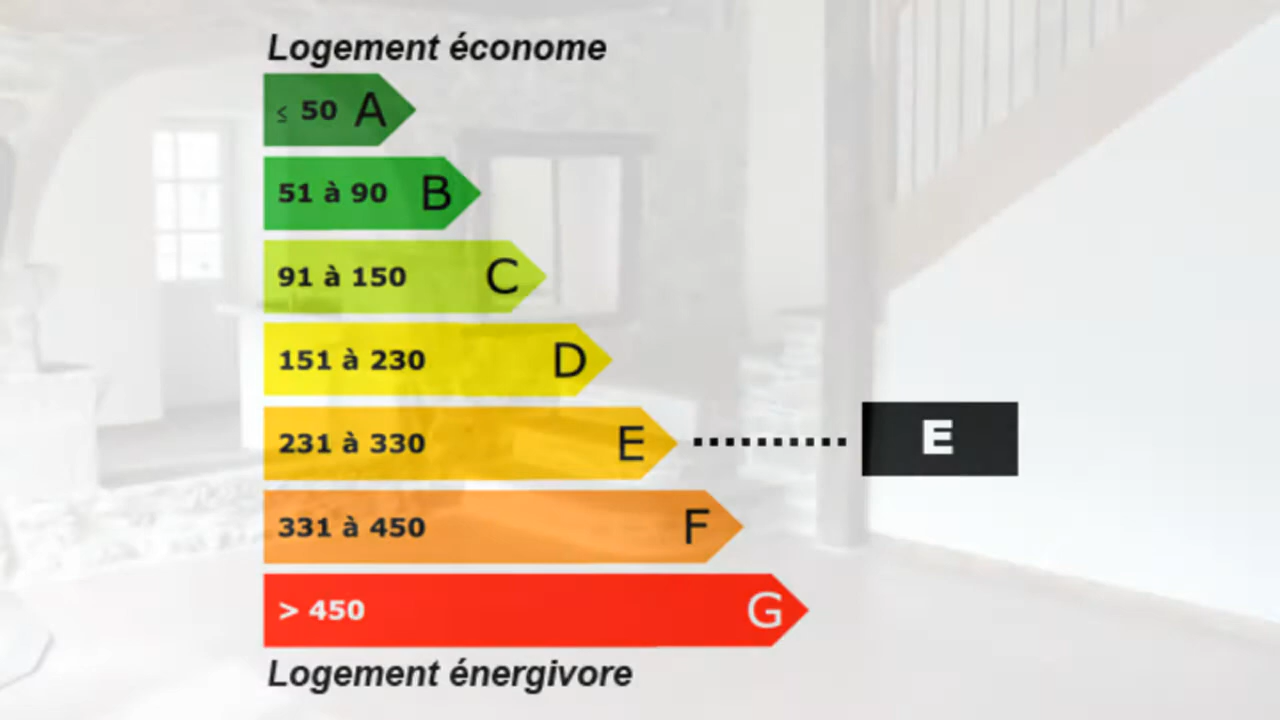 Logement économe
≤ 50 A
51 à 90 B
91 à 150 C
151 à 230 D
231 à 330 E
E
331 à 450 F
> 450 G
Logement énergivore